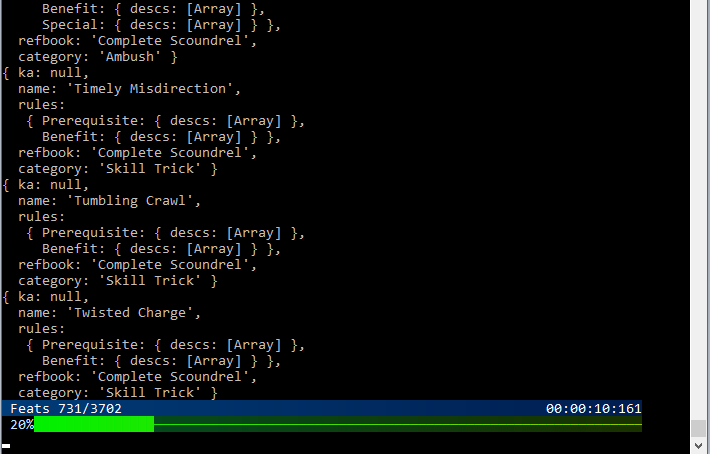 Benefit: { descs: [Array] },
Special: { descs: [Array] } },
refbook: 'Complete Scoundrel',
category: 'Ambush' }
{ ka: null,
name: 'Timely Misdirection',
rules:
{ Prerequisite: { descs: [Array] },
Benefit: { descs: [Array] } },
refbook: 'Complete Scoundrel',
category: 'Skill Trick' }
{ ka: null,
name: 'Tumbling Crawl',
rules:
{ Prerequisite: { descs: [Array] },
Benefit: { descs: [Array] } },
refbook: 'Complete Scoundrel',
category: 'Skill Trick' }
{ ka: null,
name: 'Twisted Charge',
rules:
{ Prerequisite: { descs: [Array] },
Benefit: { descs: [Array] } },
refbook: 'Complete Scoundrel',
category: 'Skill Trick' }
Feats 731/3702 00:00:10:161
20%